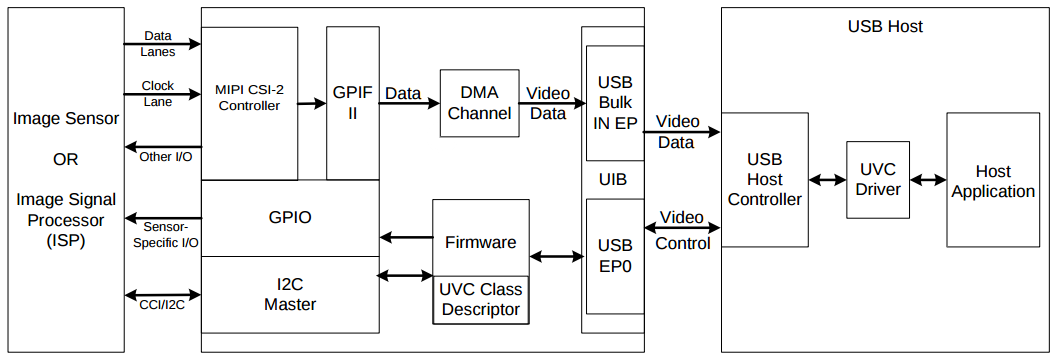 Image Sensor
OR
Image Signal
Processor
(ISP)
Data
Lanes
Clock
Lane
Other I/O
Sensor-
Specific I/O
CCI/I2C
MIPI CSI-2
Controller
GPIF
II
GPIO
I2C
Master
Data
DMA
Channel
Video
Data
Firmware
UVC Class
Descriptor
USB
Bulk
IN EP
UIB
USB
EP0
Video
Data
Video
Control
USB Host
USB
Host
Controller
UVC
Driver
Host
Application